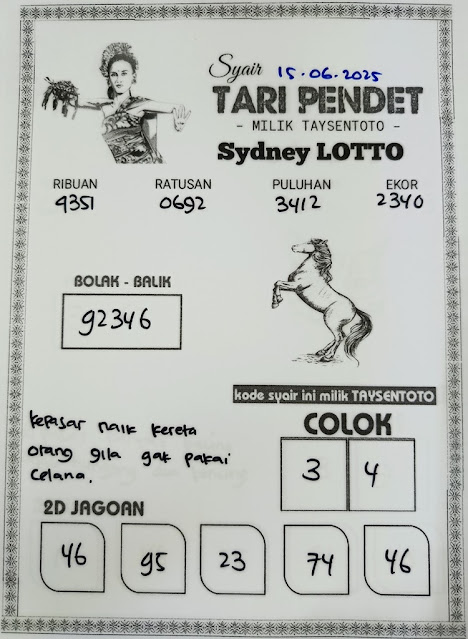 Syair 15.06.2025
TARI PENDET
- MILIK TAYSENTOTO -
Sydney LOTTO
RIBUAN RATUSAN PULUHAN EKOR
9351 0692 3412 2340
BOLAK - BALIK
92346
kode syair ini milik TAYSENTOTO
kepasar naik kereta
orang gila gak pakai
celana.
COLOK
3 4
2D JAGOAN
46 95 23 74 46